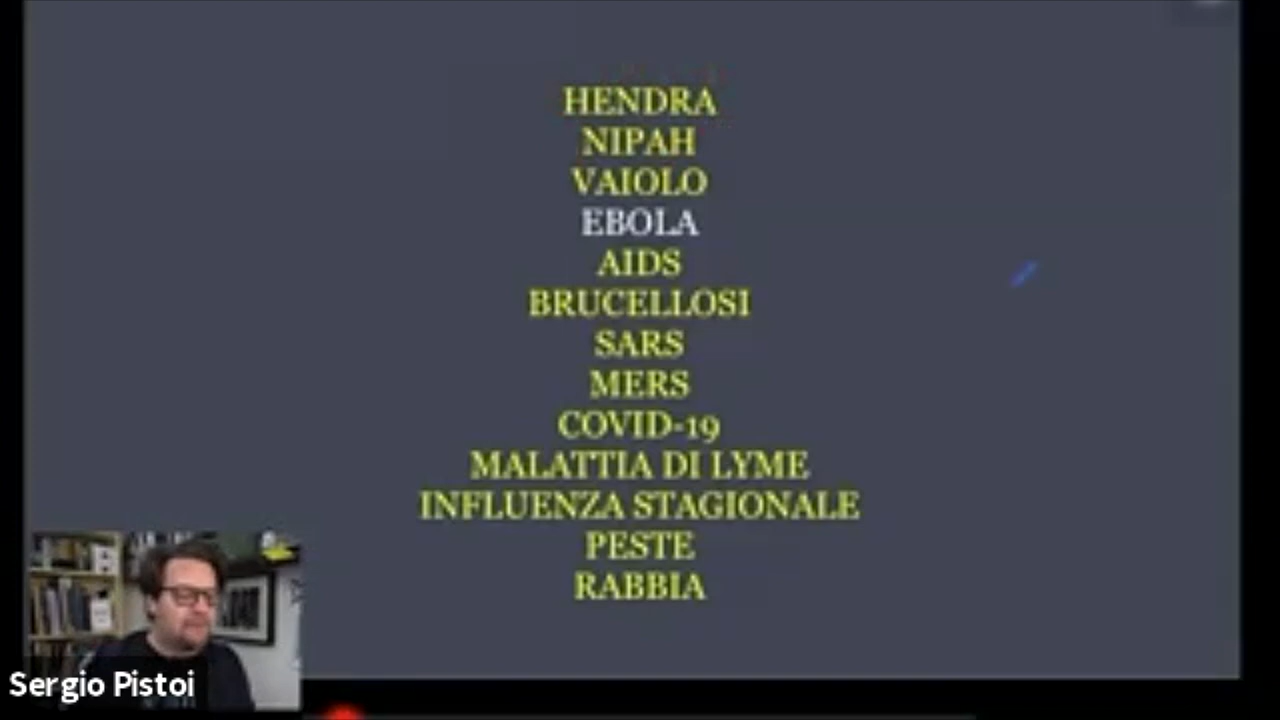 HENDRA
NIPAH
VAIOLO
EBOLA
AIDS
BRUCELLOSI
SARS
MERS
COVID-19
MALATTIA DI LYME
INFLUENZA STAGIONALE
PESTE
RABBIA
Sergio Pistoi